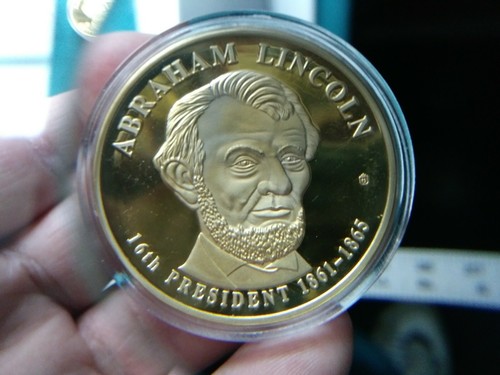 ABRAHAM LINCOLN
16th PRESIDENT 1861-1865